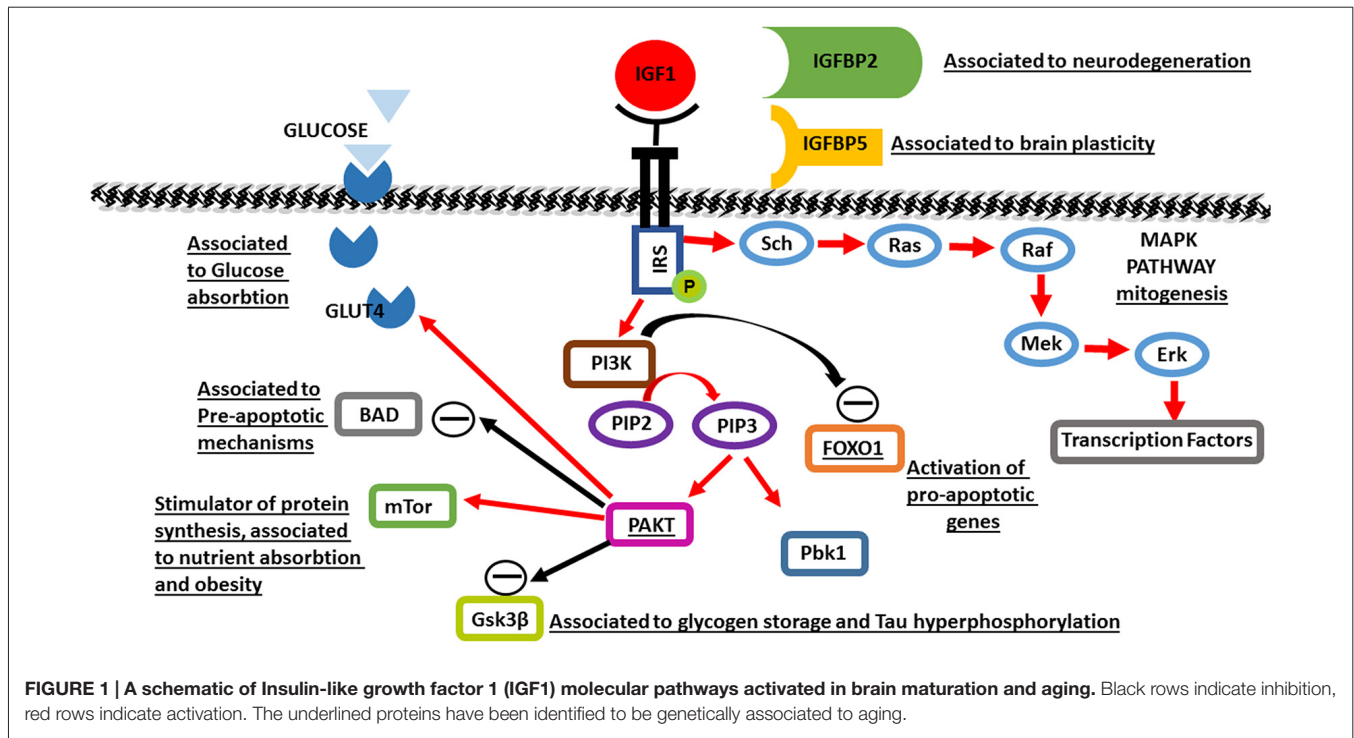 IGF1
IGFBP2
Associated to neurodegeneration
GLUCOSE
IGFBP5
Associated to brain plasticity
Associated
to Glucose
absorbtion
IRS
P
Sch
Ras
Raf
MAPK
PATHWAY
mitogenesis
GLUT4
Mek
Erk
PI3K
Associated to
Pre-apoptotic
mechanisms
BAD
PIP2
PIP3
FOXO1
Transcription Factors
Activation of
pro-apoptotic
genes
Stimulator of protein
synthesis, associated
to nutrient absorbtion
and obesity
mTor
PAKT
Pbk1
Gsk3β
Associated to glycogen storage and Tau hyperphosphorylation
FIGURE 1 | A schematic of Insulin-like growth factor 1 (IGF1) molecular pathways activated in brain maturation and aging. Black rows indicate inhibition,
red rows indicate activation. The underlined proteins have been identified to be genetically associated to aging.